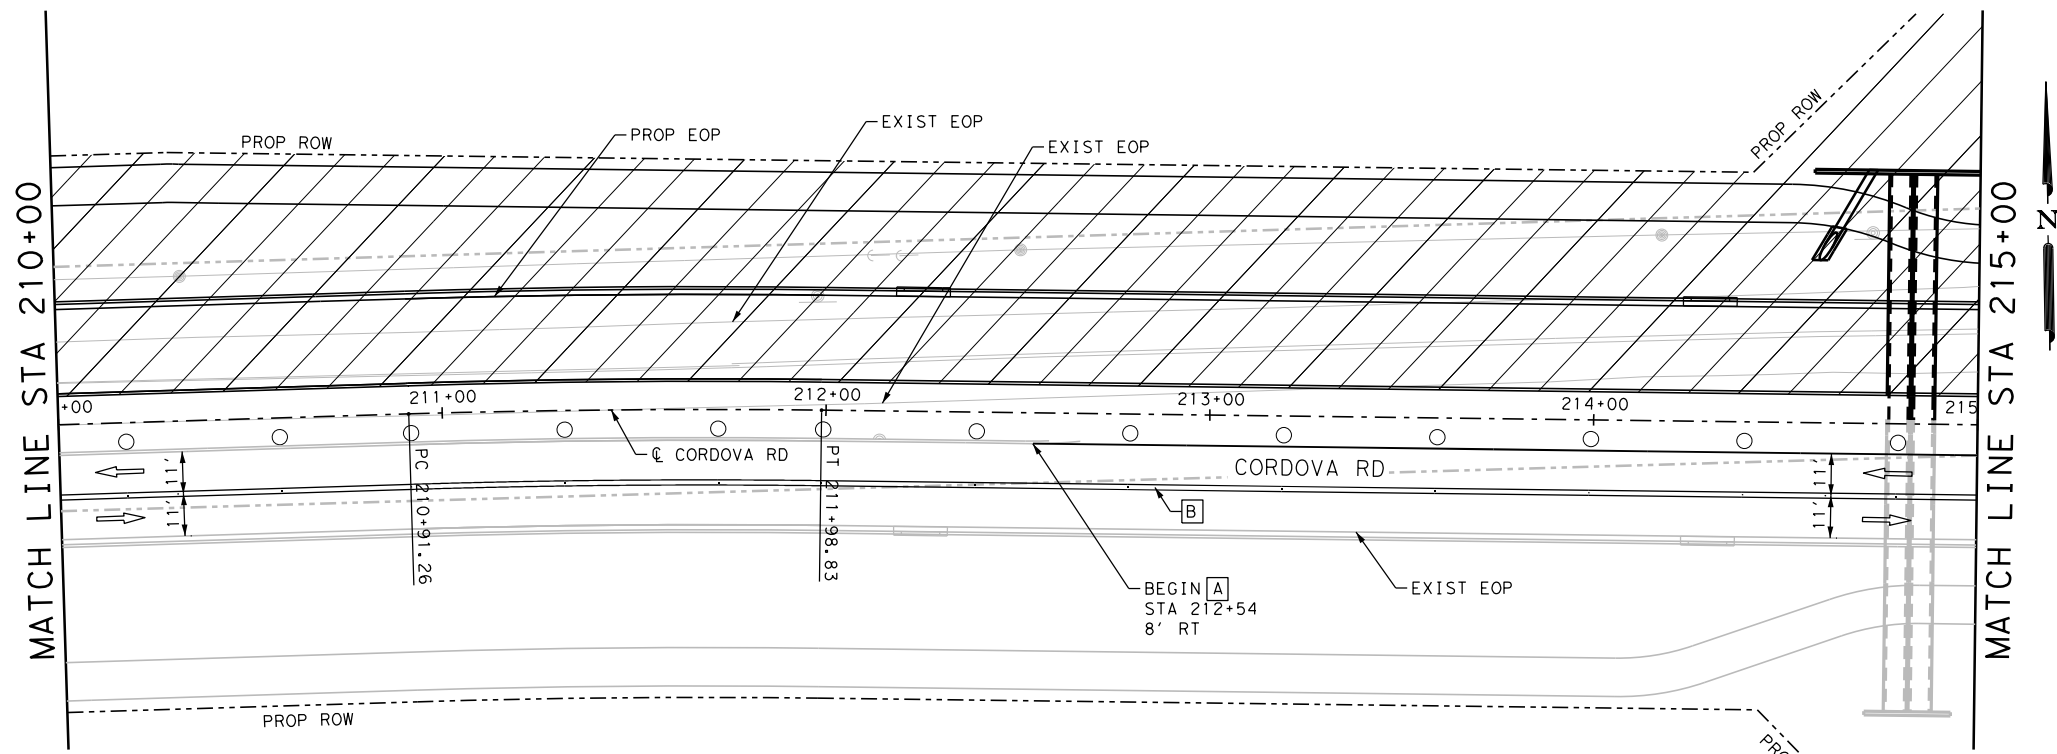 MATCH LINE STA 210+00
PROP ROW
PROP EOP
EXIST EOP
EXIST EOP
PROP ROW
N
MATCH LINE STA 215+00
+00
211+00
212+00
213+00
214+00
215
℄ CORDOVA RD
CORDOVA RD
11'
11'
11'
11'
PC 210+91.26
PT 211+98.83
B
BEGIN A
STA 212+54
8' RT
EXIST EOP
PROP ROW